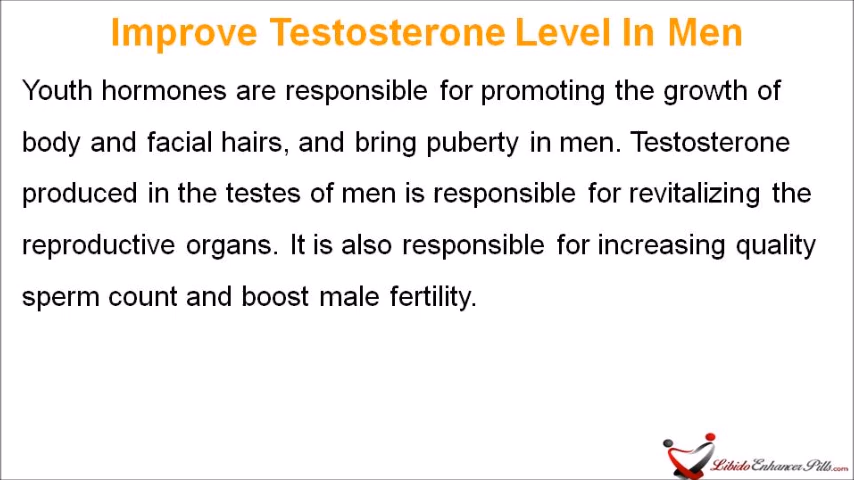 Improve Testosterone Level In Men
Youth hormones are responsible for promoting the growth of
body and facial hairs, and bring puberty in men. Testosterone
produced in the testes of men is responsible for revitalizing the
reproductive organs. It is also responsible for increasing quality
sperm count and boost male fertility.
LibidoEnhancerPills.com